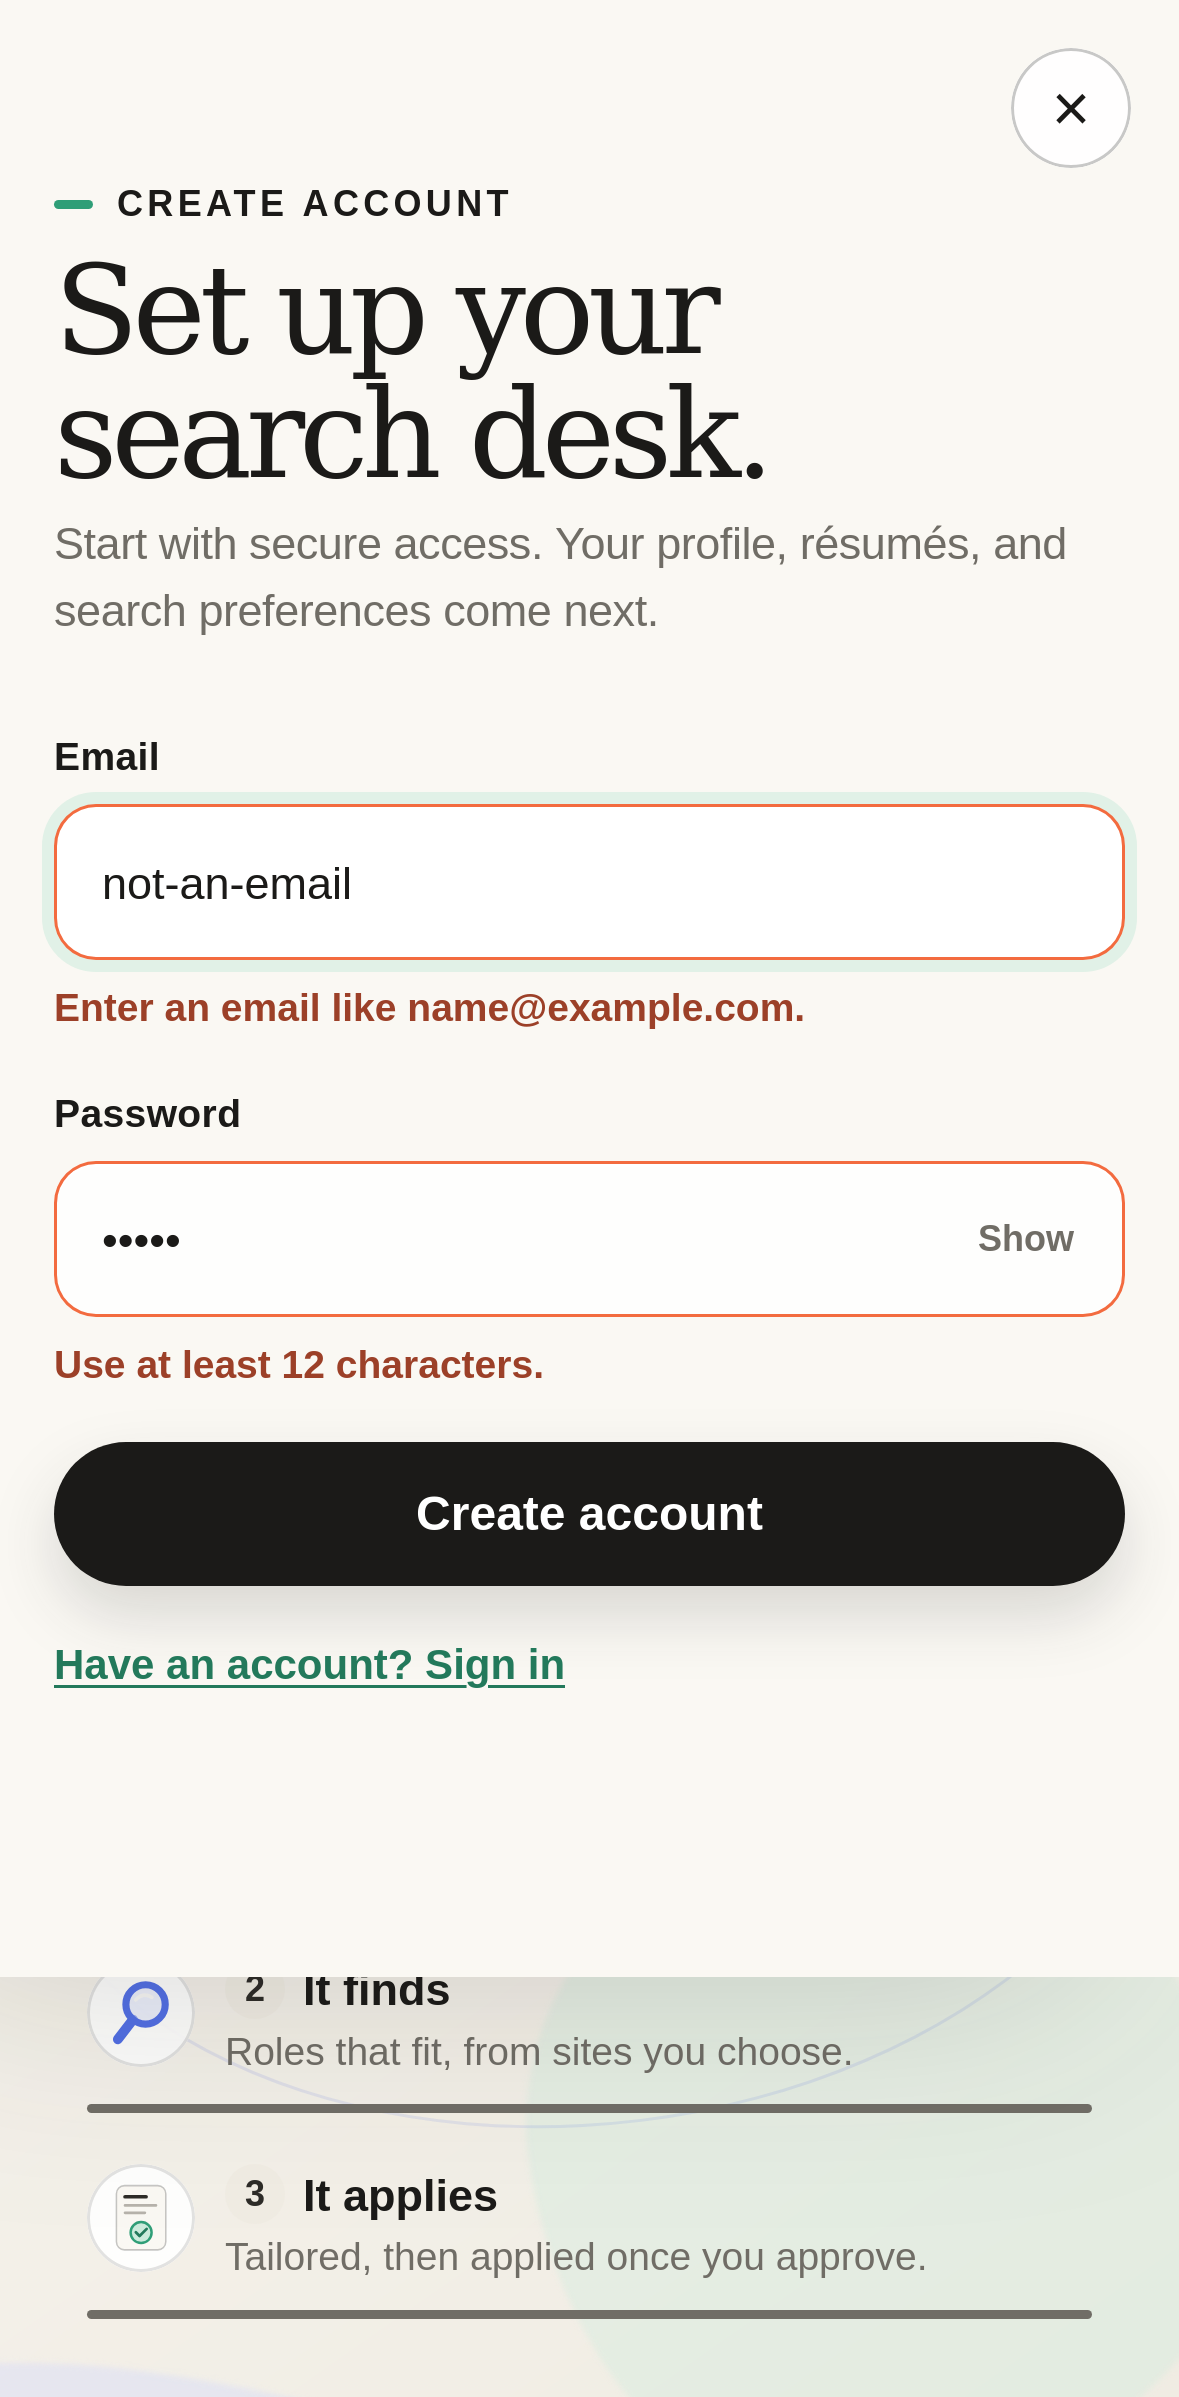 CREATE ACCOUNT
Set up your
search desk.
Start with secure access. Your profile, résumés, and
search preferences come next.
Email
not-an-email
Enter an email like name@example.com.
Password
•••••
Show
Use at least 12 characters.
Create account
Have an account? Sign in
2 It finds
Roles that fit, from sites you choose.
3 It applies
Tailored, then applied once you approve.